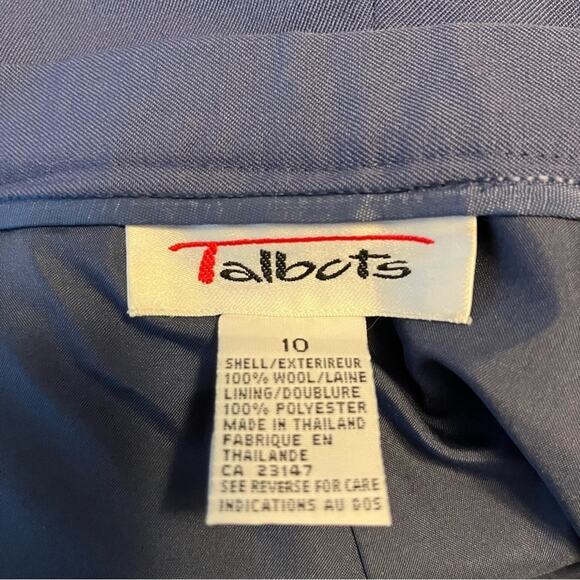 Talbots
10
SHELL/EXTERIREUR
100% WOOL/LAINE
LINING/DOUBLURE
100% POLYESTER
MADE IN THAILAND
FABRIQUE EN
THAILANDE
CA 23147
SEE REVERSE FOR CARE
INDICATIONS AU DOS